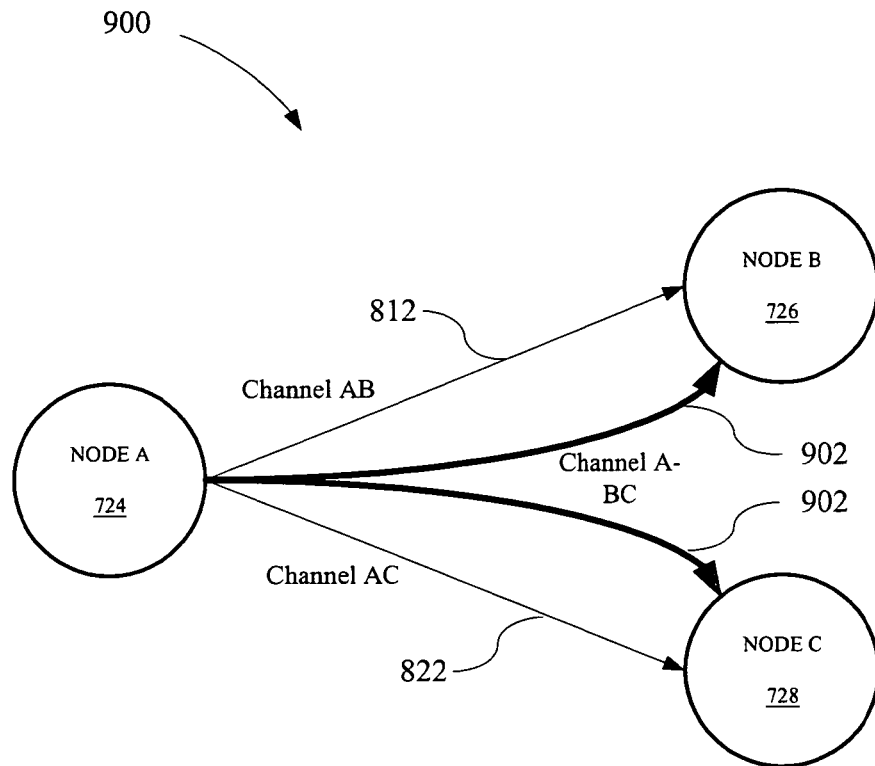 900
NODE B
726
812
Channel AB
NODE A
724
Channel A-
BC
902
902
Channel AC
822
NODE C
728